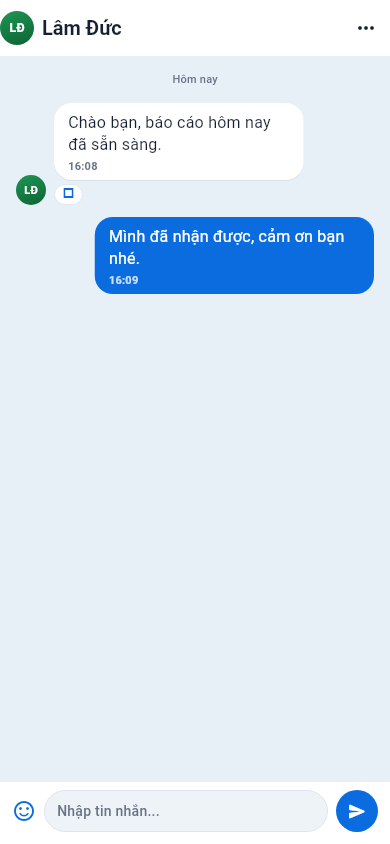 LĐ
Lâm Đức
Hôm nay
Chào bạn, báo cáo hôm nay
đã sẵn sàng.
16:08
LĐ
Mình đã nhận được, cảm ơn bạn
nhé.
16:09
Nhập tin nhắn...